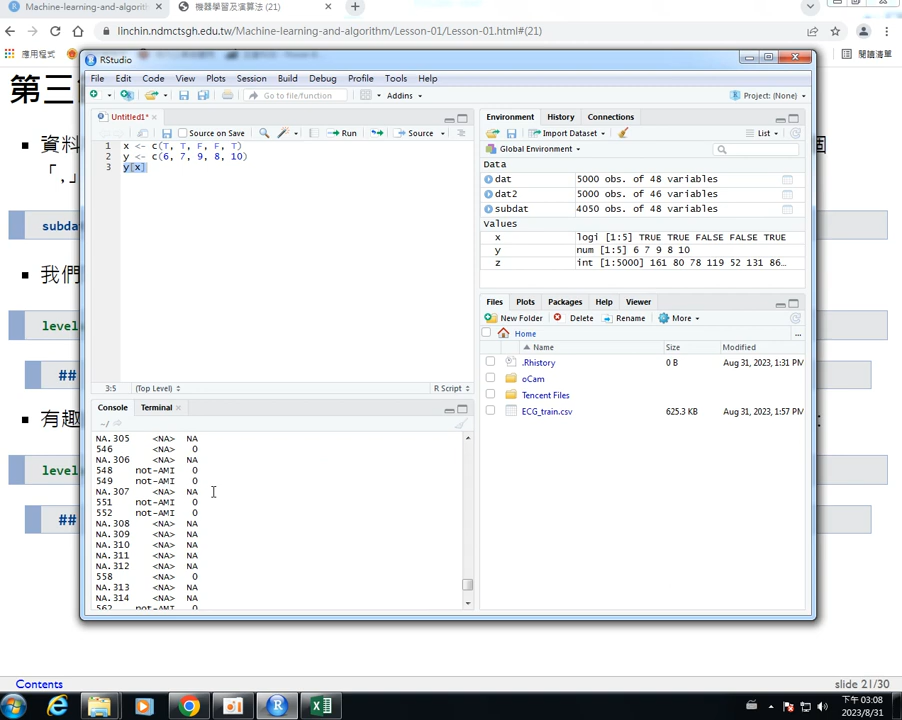 Machine-learning-and-algorith
機器學習及演算法 (21)
linchin.ndmctsgh.edu.tw/Machine-learning-and-algorithm/Lesson-01/Lesson-01.html#(21)
應用程式
閱讀清單
第三
資料
個
「,」
subda
我們
level
##
有趣
:
level
##
RStudio
File Edit Code View Plots Session Build Debug Profile Tools Help
Go to file/function
Addins
Project: (None)
Untitled1*
Source on Save
Run
Source
1 x <- c(T, T, F, F, T)
2 y <- c(6, 7, 9, 8, 10)
3 y[x]
3:5 (Top Level) R Script
Console Terminal
~/
NA.305 <NA> NA
546 <NA> 0
NA.306 <NA> NA
548 not-AMI 0
549 not-AMI 0
NA.307 <NA> NA
551 not-AMI 0
552 not-AMI 0
NA.308 <NA> NA
NA.309 <NA> NA
NA.310 <NA> NA
NA.311 <NA> NA
NA.312 <NA> NA
558 <NA> 0
NA.313 <NA> NA
NA.314 <NA> NA
562 not-AMI 0
Environment History Connections
Import Dataset
List
Global Environment
Data
dat 5000 obs. of 48 variables
dat2 5000 obs. of 46 variables
subdat 4050 obs. of 48 variables
Values
x logi [1:5] TRUE TRUE FALSE FALSE TRUE
y num [1:5] 6 7 9 8 10
z int [1:5000] 161 80 78 119 52 131 86…
Files Plots Packages Help Viewer
New Folder Delete Rename More
Home ...
Name Size Modified
.Rhistory 0 B Aug 31, 2023, 1:31 PM
oCam
Tencent Files
ECG_train.csv 625.3 KB Aug 31, 2023, 1:57 PM
Contents
slide 21/30
下午 03:08
2023/8/31